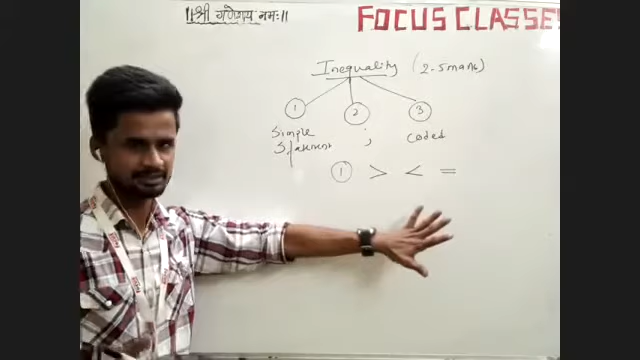 ॥श्री गणेशाय नमः॥
FOCUS CLASSES
Inequality (2-5 marks)
1 2 3
Simple ; coded
Statement
1 > < =